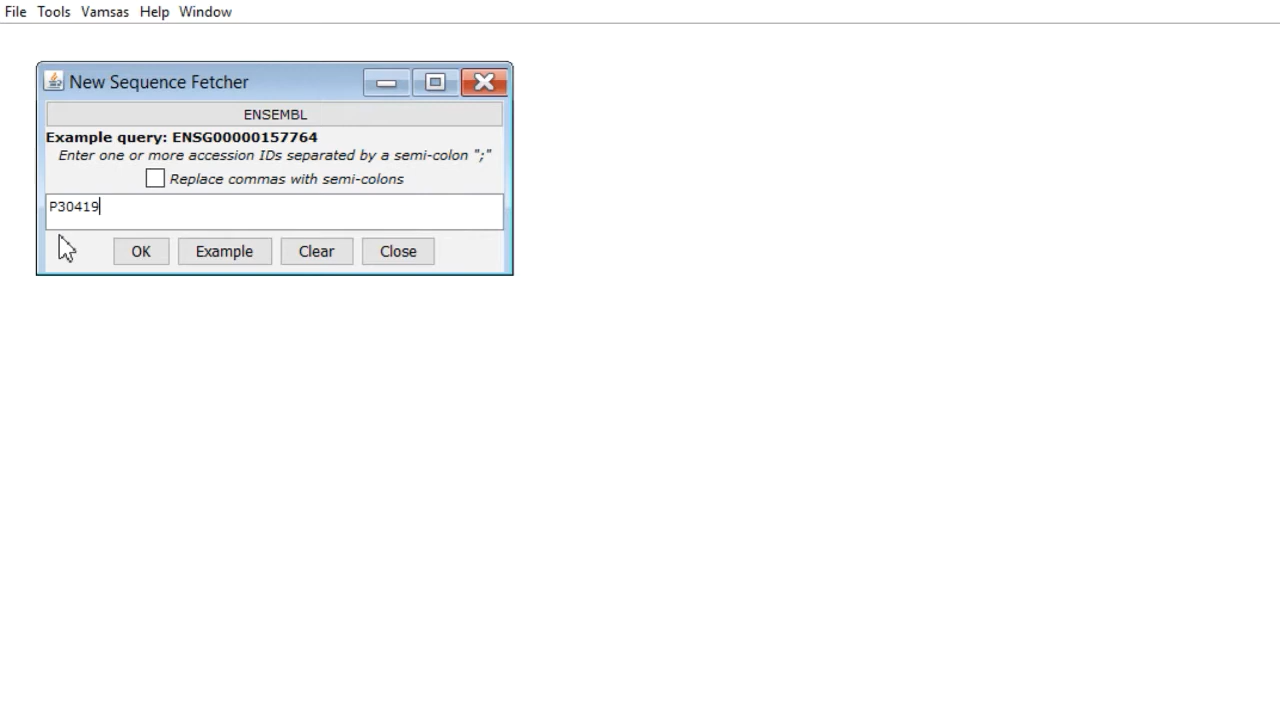 File Tools Vamsas Help Window
New Sequence Fetcher
ENSEMBL
Example query: ENSG00000157764
Enter one or more accession IDs separated by a semi-colon ";"
Replace commas with semi-colons
P30419
OK Example Clear Close